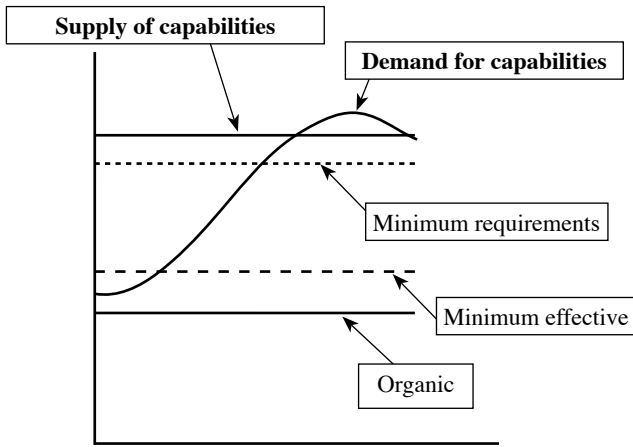 Supply of capabilities
Demand for capabilities
Minimum requirements
Minimum effective
Organic